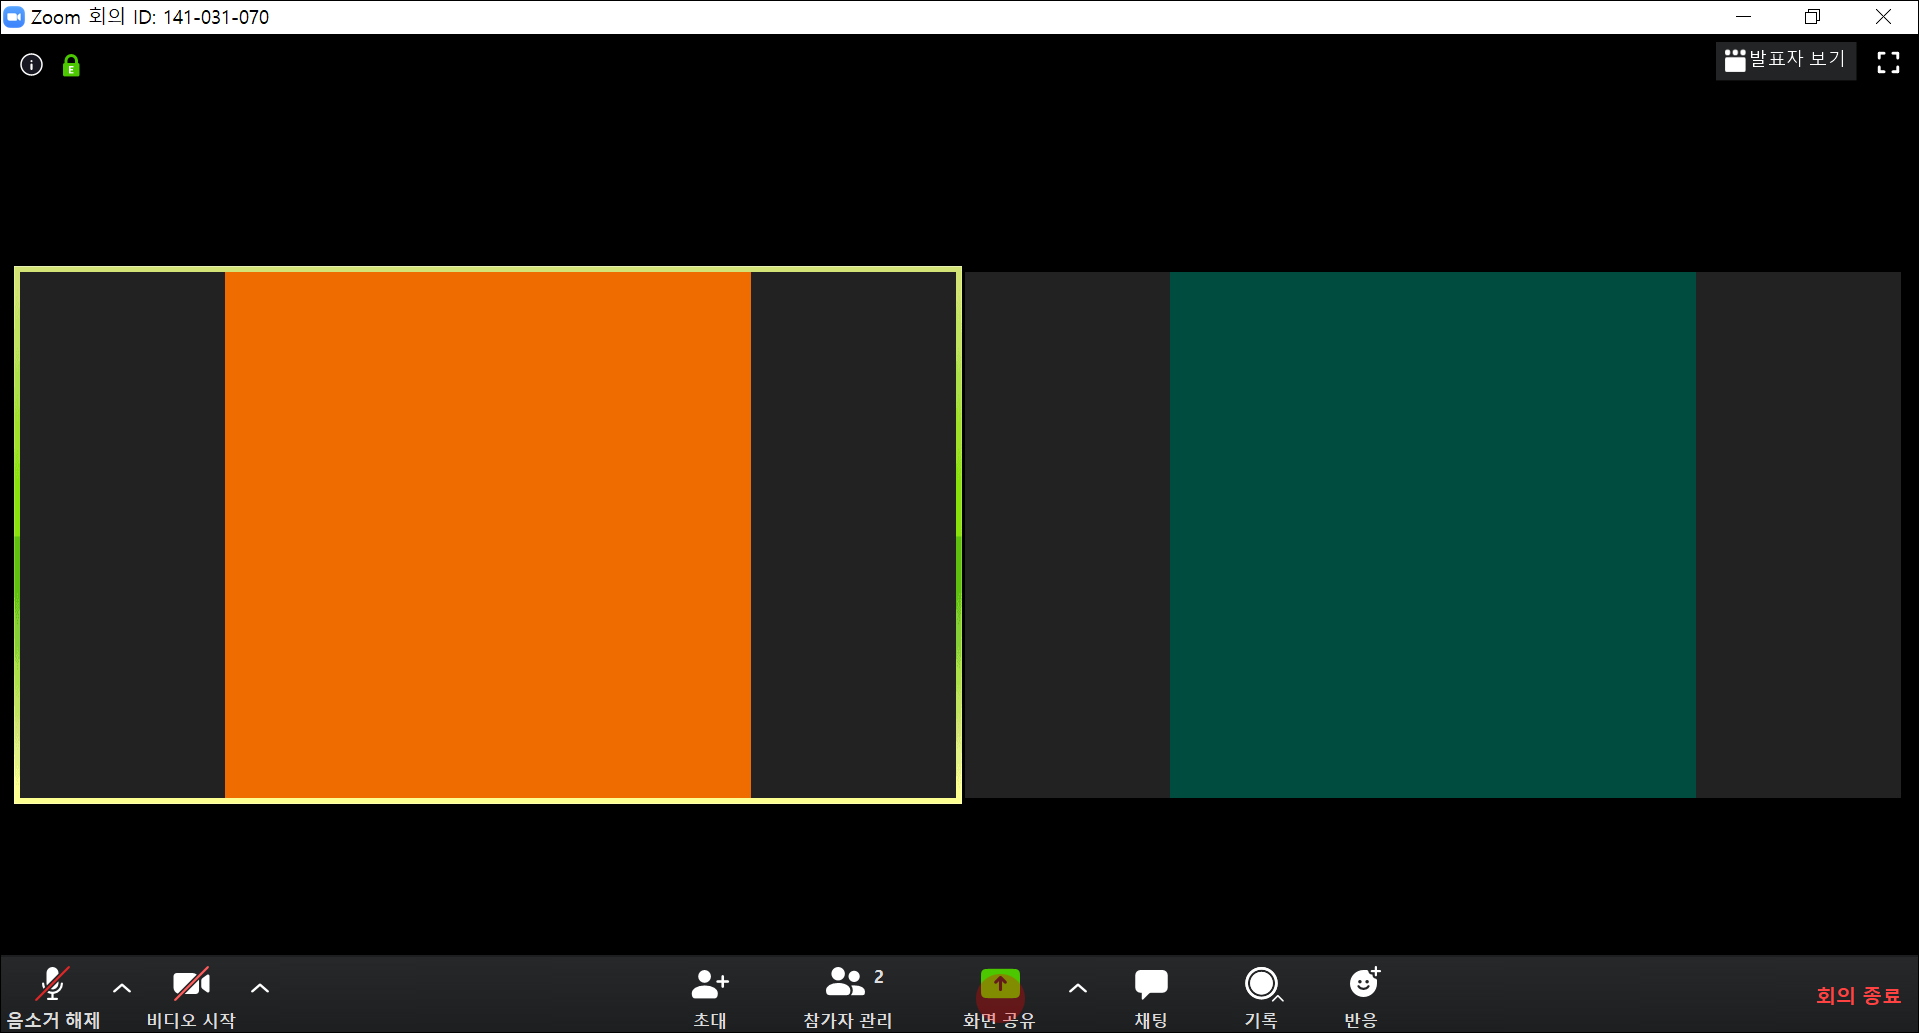 Zoom 회의 ID: 141-031-070
발표자 보기
E
2
음소거 해제
비디오 시작
초대
참가자 관리
화면 공유
채팅
기록
반응
회의 종료